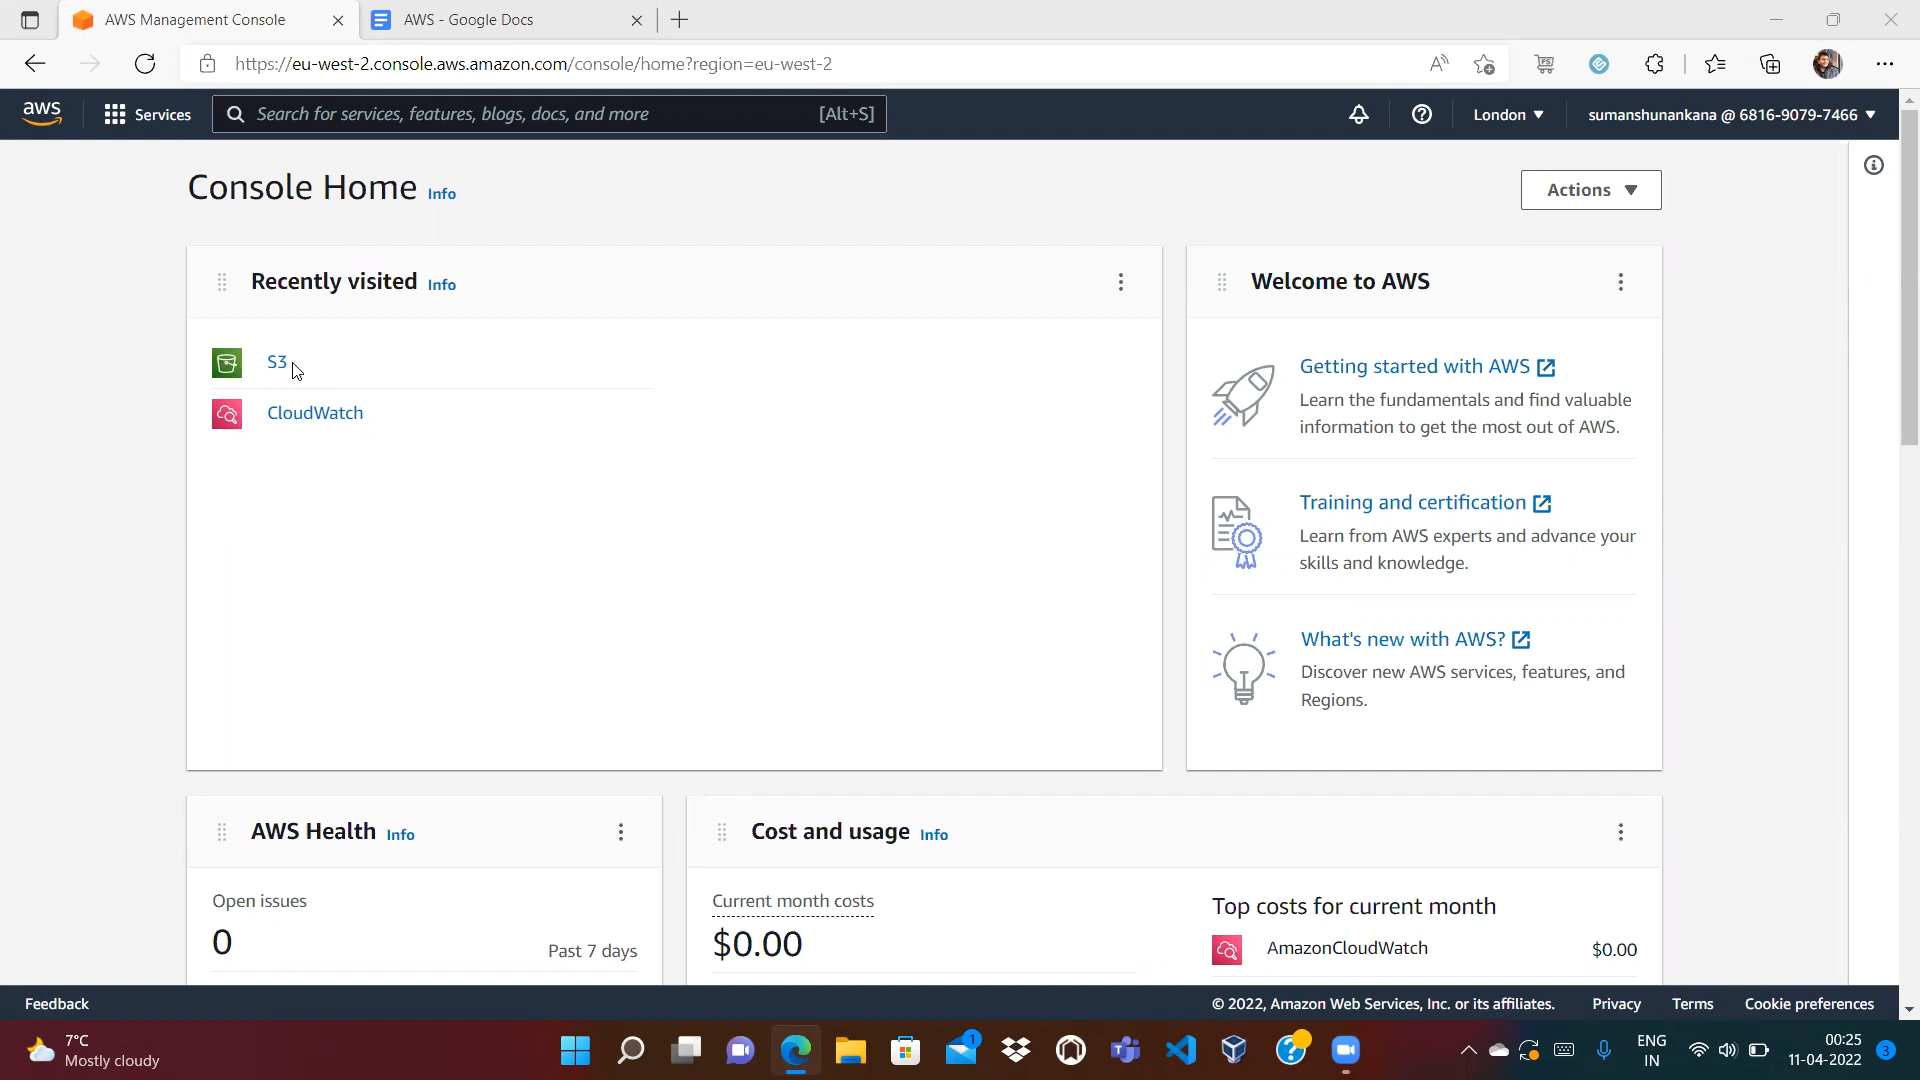 AWS Management Console
AWS - Google Docs
https://eu-west-2.console.aws.amazon.com/console/home?region=eu-west-2
aws
Services
Search for services, features, blogs, docs, and more
[Alt+S]
London
sumanshunankana @ 6816-9079-7466
Console Home Info
Actions
Recently visited Info
S3
CloudWatch
Welcome to AWS
Getting started with AWS
Learn the fundamentals and find valuable
information to get the most out of AWS.
Training and certification
Learn from AWS experts and advance your
skills and knowledge.
What's new with AWS?
Discover new AWS services, features, and
Regions.
AWS Health Info
Open issues
0
Past 7 days
Cost and usage Info
Current month costs
$0.00
Top costs for current month
AmazonCloudWatch
$0.00
Feedback
© 2022, Amazon Web Services, Inc. or its affiliates.
Privacy
Terms
Cookie preferences
7°C
Mostly cloudy
1
ENG
IN
00:25
11-04-2022
3